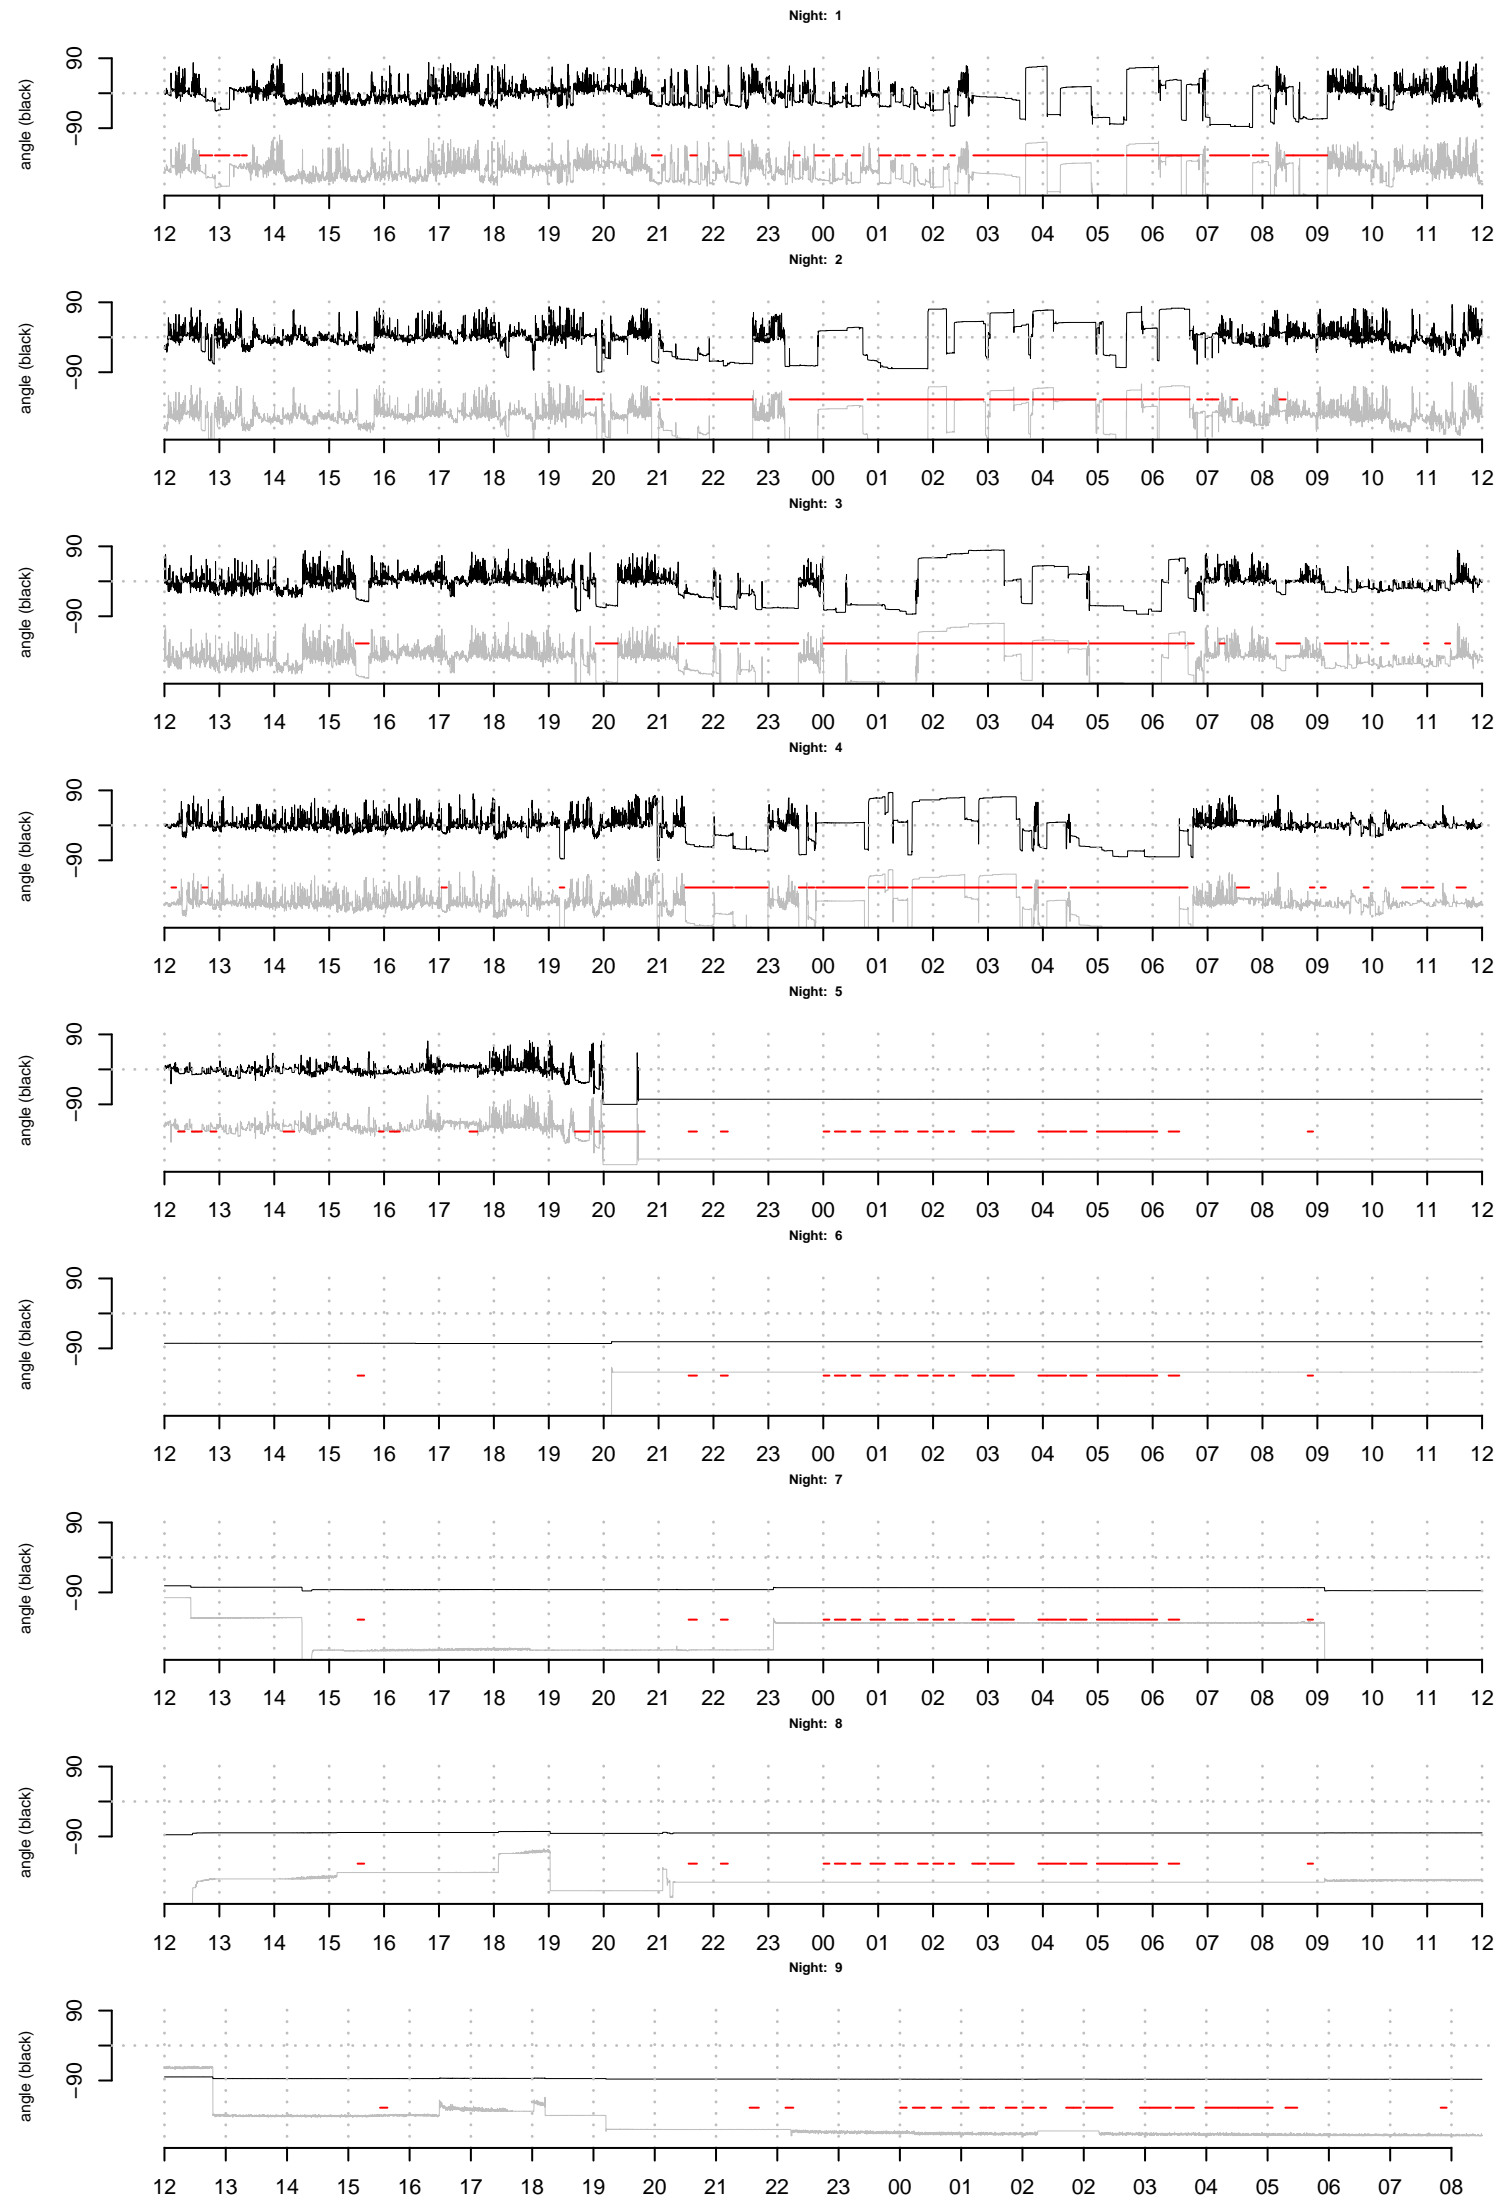 Night: 1
angle (black)
-90 90
12 13 14 15 16 17 18 19 20 21 22 23 00 01 02 03 04 05 06 07 08 09 10 11 12
Night: 2
angle (black)
-90 90
12 13 14 15 16 17 18 19 20 21 22 23 00 01 02 03 04 05 06 07 08 09 10 11 12
Night: 3
angle (black)
-90 90
12 13 14 15 16 17 18 19 20 21 22 23 00 01 02 03 04 05 06 07 08 09 10 11 12
Night: 4
angle (black)
-90 90
12 13 14 15 16 17 18 19 20 21 22 23 00 01 02 03 04 05 06 07 08 09 10 11 12
Night: 5
angle (black)
-90 90
12 13 14 15 16 17 18 19 20 21 22 23 00 01 02 03 04 05 06 07 08 09 10 11 12
Night: 6
angle (black)
-90 90
12 13 14 15 16 17 18 19 20 21 22 23 00 01 02 03 04 05 06 07 08 09 10 11 12
Night: 7
angle (black)
-90 90
12 13 14 15 16 17 18 19 20 21 22 23 00 01 02 03 04 05 06 07 08 09 10 11 12
Night: 8
angle (black)
-90 90
12 13 14 15 16 17 18 19 20 21 22 23 00 01 02 03 04 05 06 07 08 09 10 11 12
Night: 9
angle (black)
-90 90
12 13 14 15 16 17 18 19 20 21 22 23 00 01 02 02 03 04 05 06 07 08